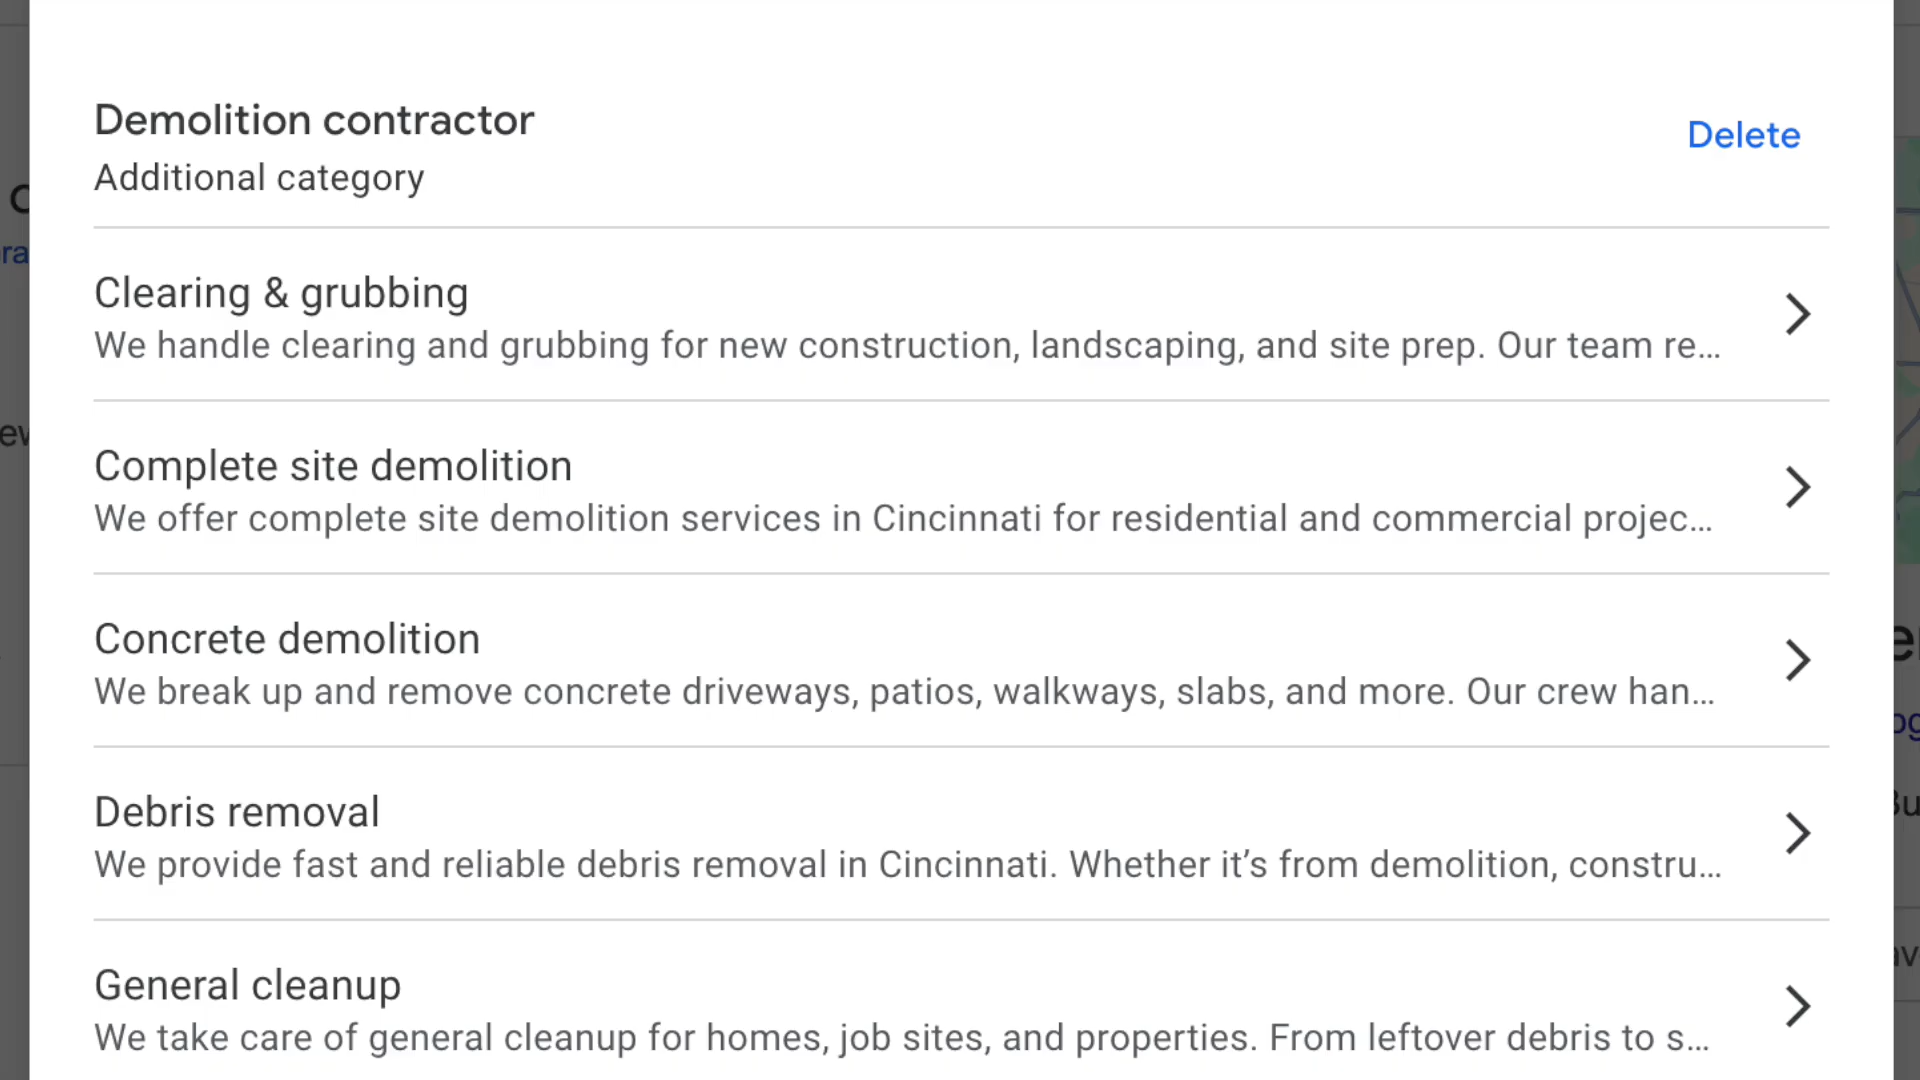 Demolition contractor
Delete
Additional category
Clearing & grubbing
We handle clearing and grubbing for new construction, landscaping, and site prep. Our team re...
Complete site demolition
We offer complete site demolition services in Cincinnati for residential and commercial projec...
Concrete demolition
We break up and remove concrete driveways, patios, walkways, slabs, and more. Our crew han...
Debris removal
We provide fast and reliable debris removal in Cincinnati. Whether it’s from demolition, constru...
General cleanup
We take care of general cleanup for homes, job sites, and properties. From leftover debris to s...